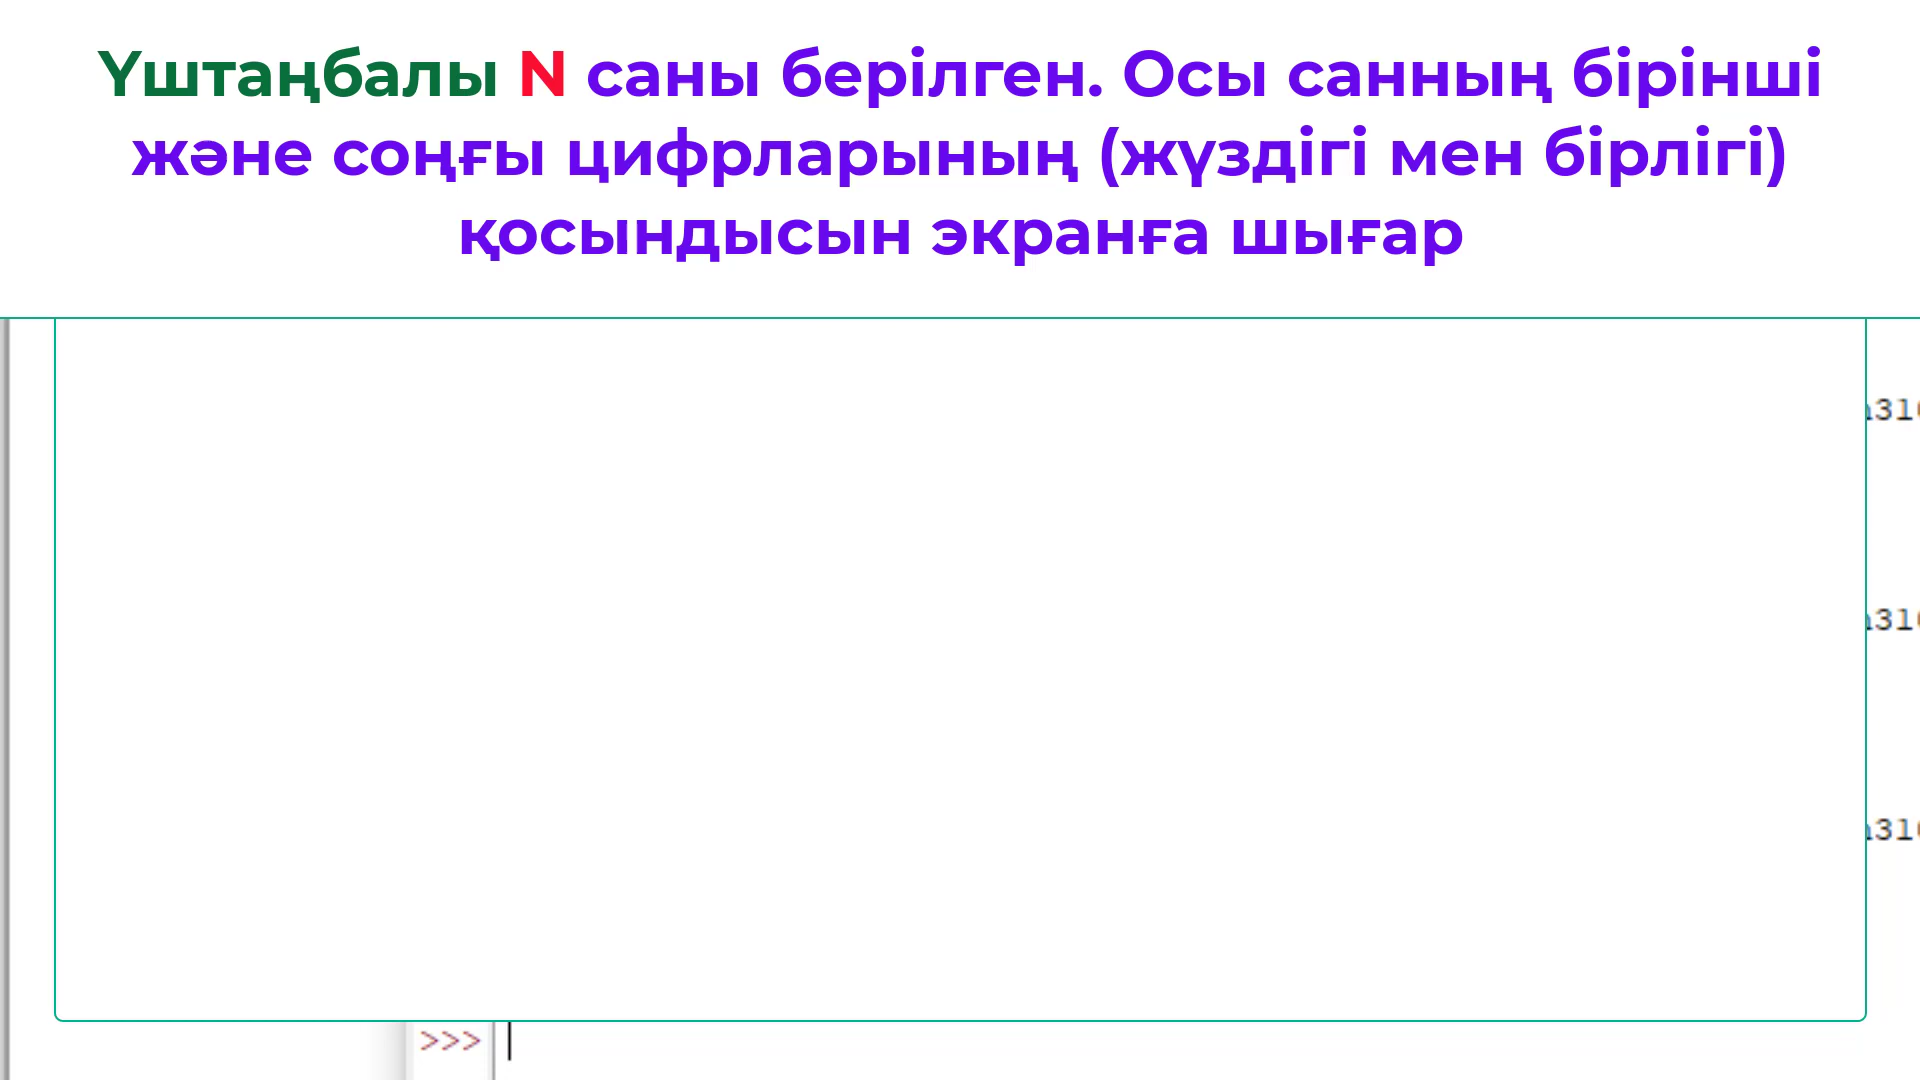 Үштаңбалы N саны берілген. Осы санның бірінші
және соңғы цифрларының (жүздігі мен бірлігі)
қосындысын экранға шығар
>>>